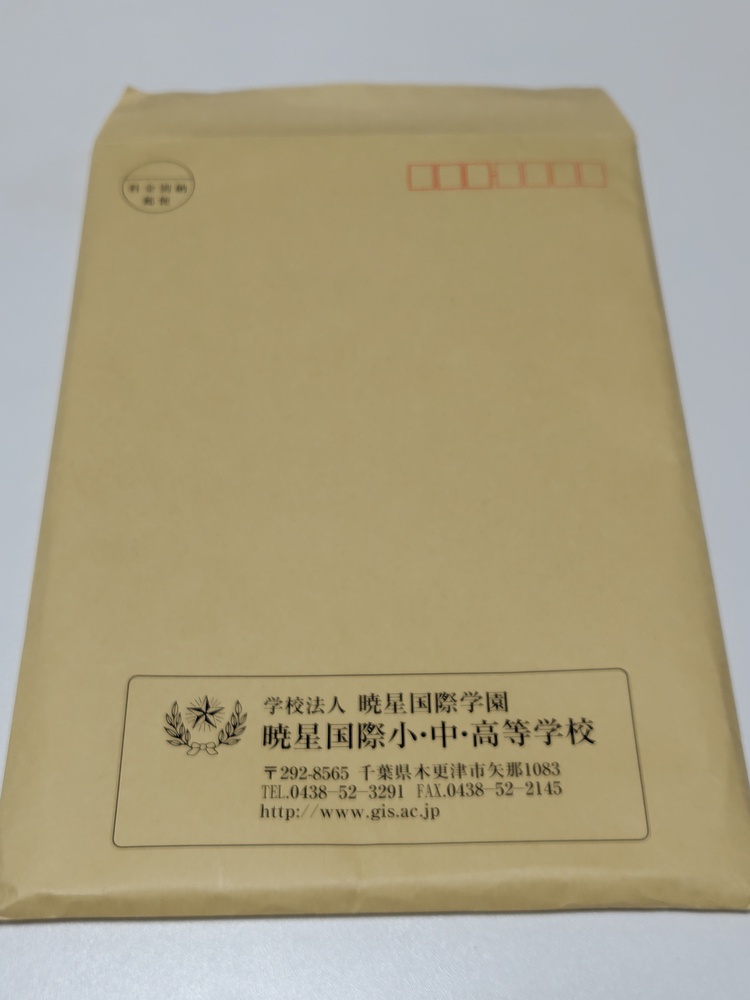 料金別納
郵便
学校法人 暁星国際学園
暁星国際小・中・高等学校
〒292-8565 千葉県木更津市矢那1083
TEL.0438-52-3291 FAX.0438-52-2145
http://www.gis.ac.jp